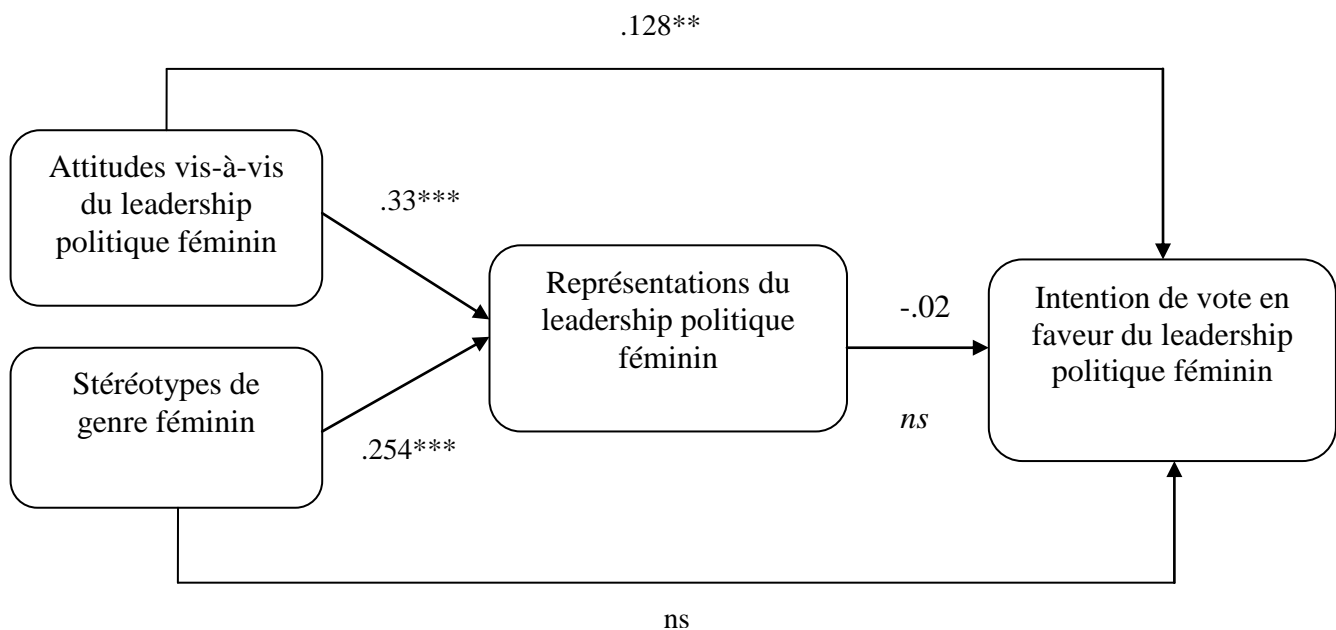 .128**
Attitudes vis-à-vis
du leadership
politique féminin
.33***
Représentations du
leadership politique
féminin
-.02
ns
Intention de vote en
faveur du leadership
politique féminin
Stéréotypes de
genre féminin
.254***
ns